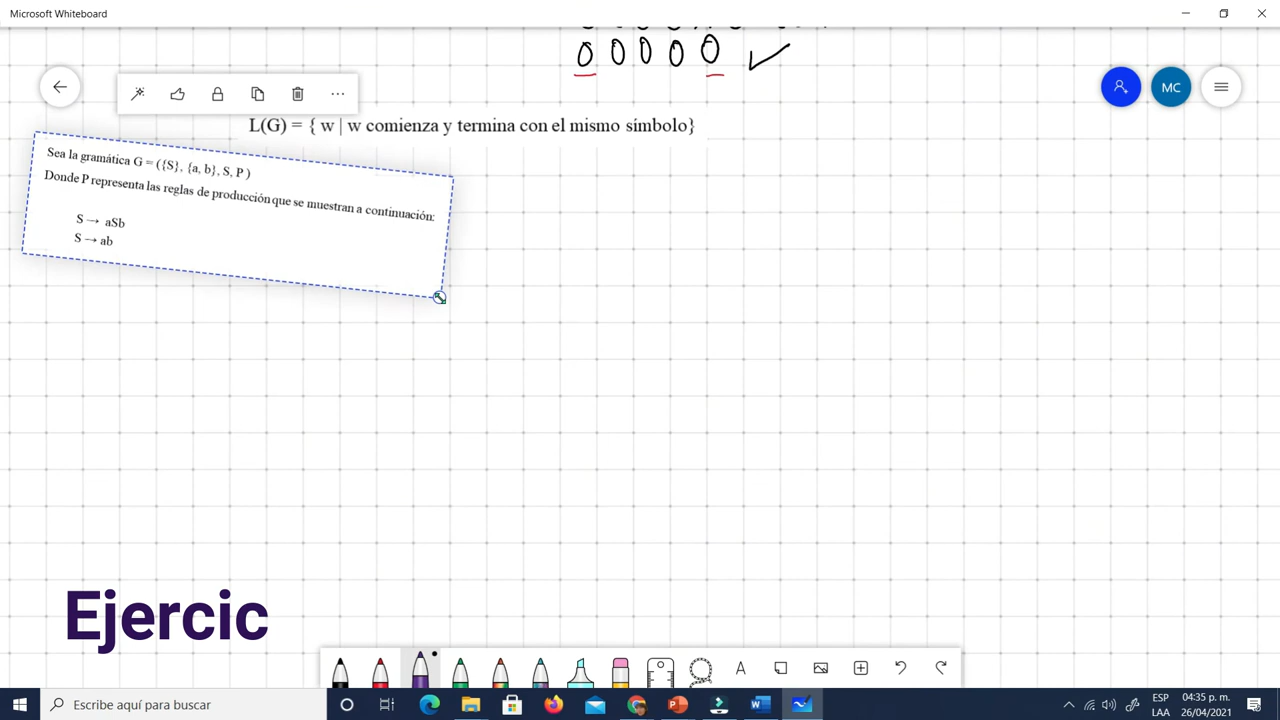 Microsoft Whiteboard
0 0 0 0 0
L(G) = { w | w comienza y termina con el mismo símbolo}
MC
Sea la gramática G = ({S}, {a, b}, S, P )
Donde P representa las reglas de producción que se muestran a continuación:
S → aSb
S → ab
Ejercic
A
Escribe aquí para buscar
ESP
LAA
04:35 p. m.
26/04/2021